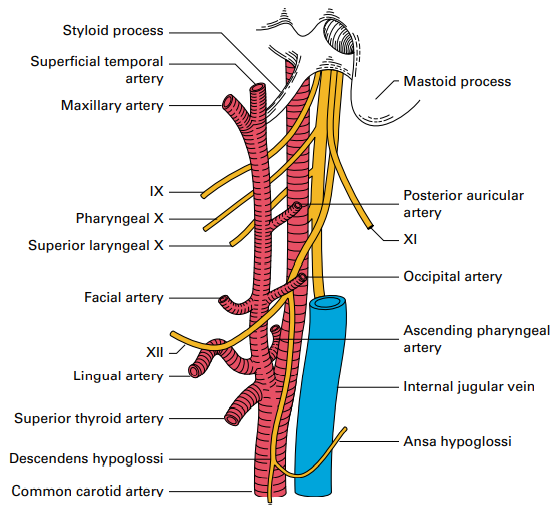 Styloid process
Superficial temporal
artery
Maxillary artery
IX
Pharyngeal X
Superior laryngeal X
Facial artery
XII
Lingual artery
Superior thyroid artery
Descendens hypoglossi
Common carotid artery
Mastoid process
Posterior auricular
artery
XI
Occipital artery
Ascending pharyngeal
artery
Internal jugular vein
Ansa hypoglossi